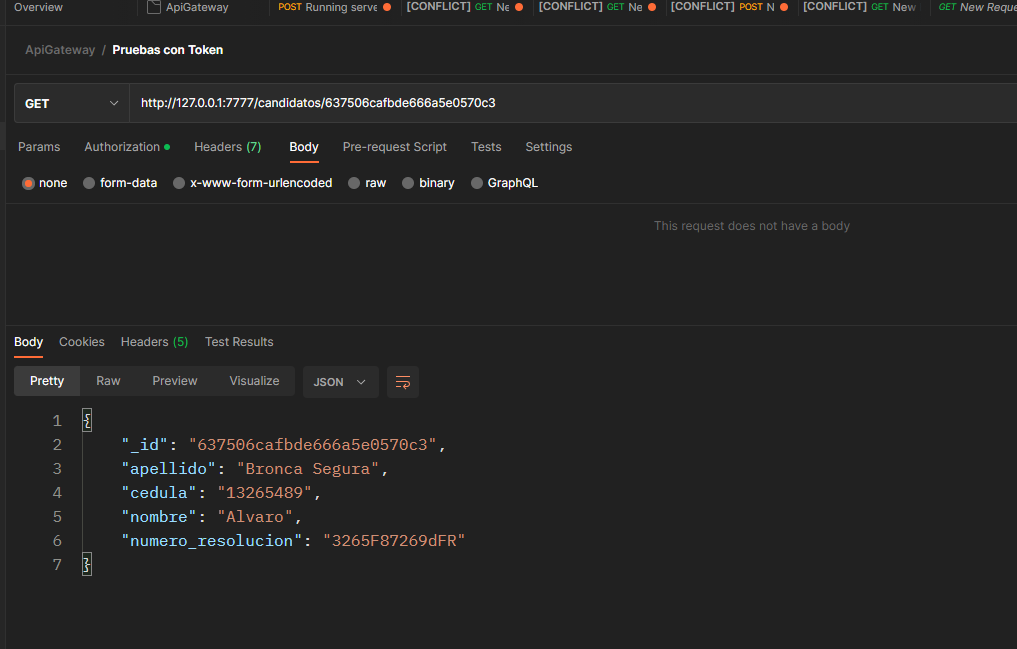 Overview ApiGateway POST Running serve [CONFLICT] GET Ne [CONFLICT] GET Ne [CONFLICT] POST N [CONFLICT] GET New GET New Reque
ApiGateway / Pruebas con Token
GET http://127.0.0.1:7777/candidatos/637506cafbde666a5e0570c3
Params Authorization Headers (7) Body Pre-request Script Tests Settings
none form-data x-www-form-urlencoded raw binary GraphQL
This request does not have a body
Body Cookies Headers (5) Test Results
Pretty Raw Preview Visualize JSON
1 {
2 "_id": "637506cafbde666a5e0570c3",
3 "apellido": "Bronca Segura",
4 "cedula": "13265489",
5 "nombre": "Alvaro",
6 "numero_resolucion": "3265F87269dFR"
7 }